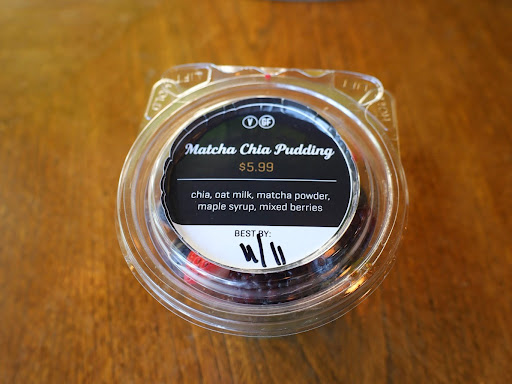 V GF
Matcha Chia Pudding
$5.99
chia, oat milk, matcha powder,
maple syrup, mixed berries
BEST BY:
11/11